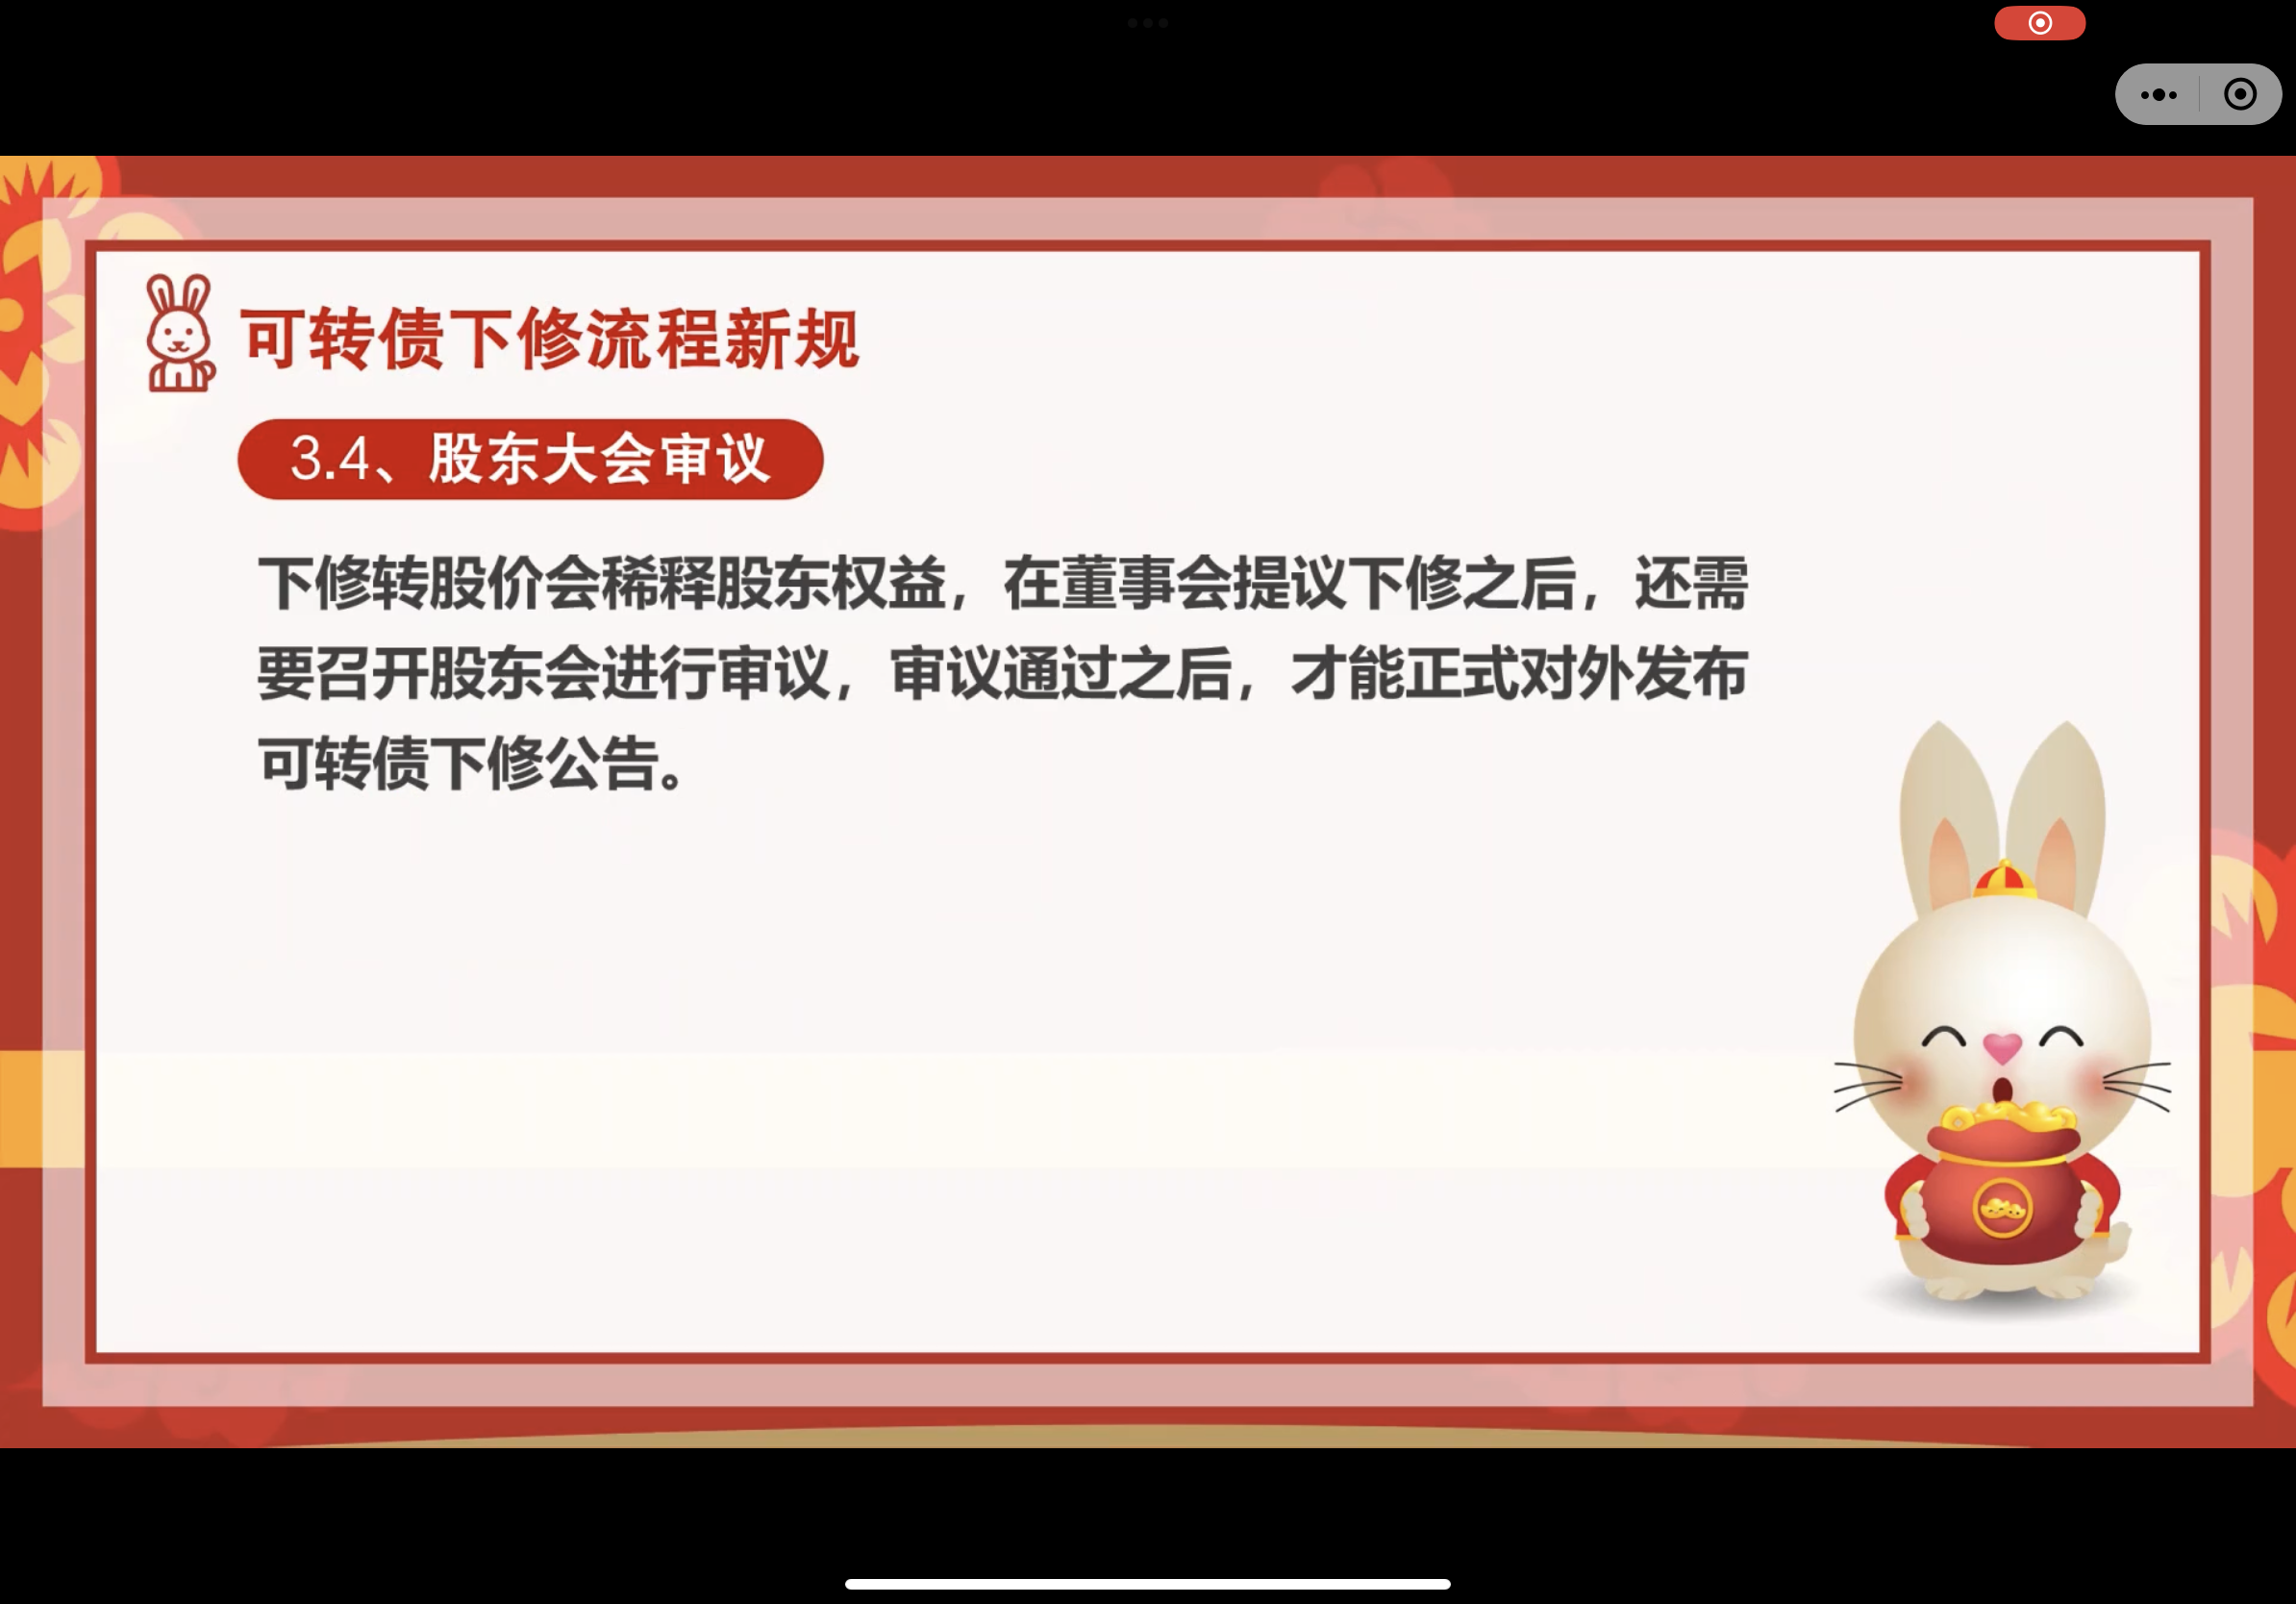 可转债下修流程新规
3.4、股东大会审议
下修转股价会稀释股东权益，在董事会提议下修之后，还需
要召开股东会进行审议，审议通过之后，才能正式对外发布
可转债下修公告。